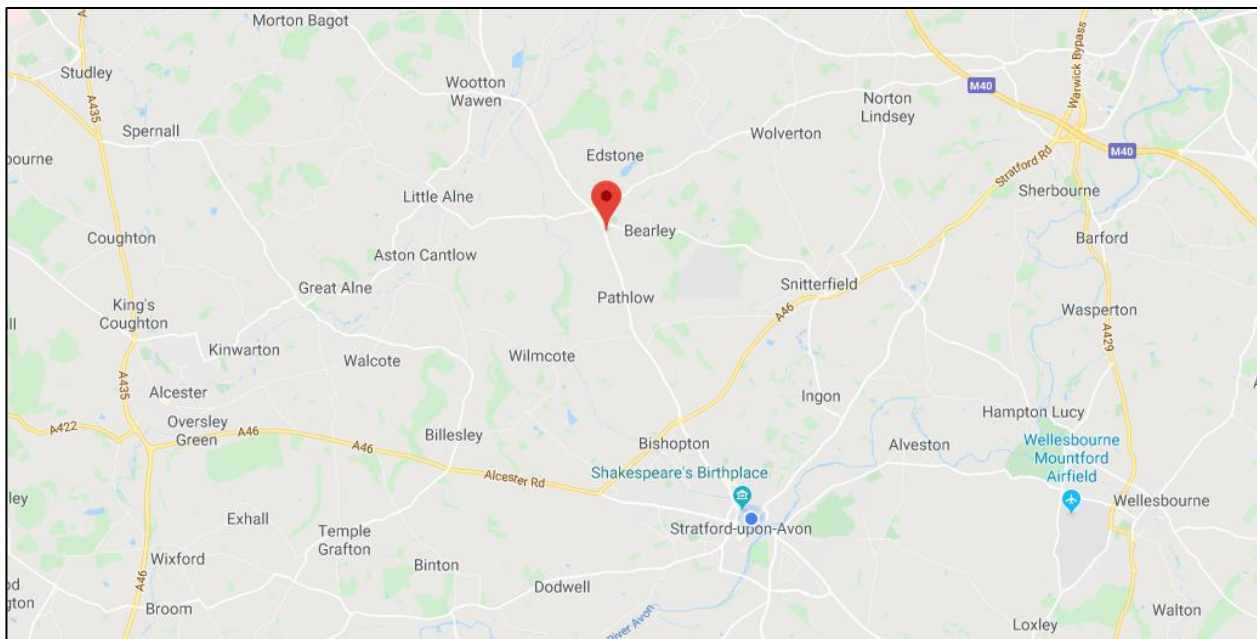 Morton Bagot
Studley
A435
Wootton
Wawen
M40
Warwick Bypass
Norton
Lindsey
Spernall
Wolverton
M40
Edstone
Stratford Rd
Sherbourne
Little Alne
Coughton
Bearley
Barford
Aston Cantlow
Snitterfield
Great Alne
Pathlow
King's
Coughton
A46
Wasperton
A429
Kinwarton
Walcote
Wilmcote
A435
Alcester
Ingon
Hampton Lucy
Oversley
Green
A422
A46
A46
Billesley
Bishopton
Alveston
Wellesbourne
Mountford
Airfield
Alcester Rd
Shakespeare's Birthplace
Wellesbourne
Exhall
Temple
Grafton
Stratford-upon-Avon
Wixford
Binton
A46
Dodwell
Broom
River Avon
Loxley
Walton